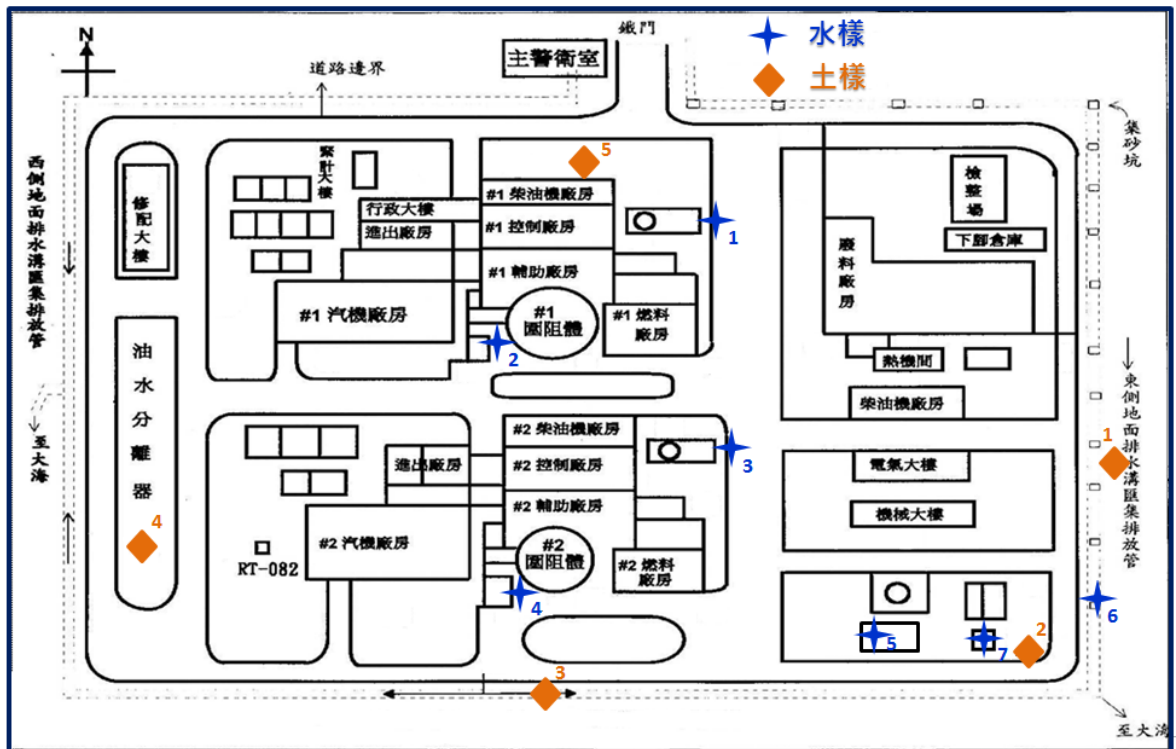 鐵門
水樣
N
主警衛室
土樣
道路邊界
集砂坑
西側地面排水溝匯集排放管
修配大樓
緊計大樓
5
#1 柴油機廠房
行政大樓
#1 控制廠房
進出廠房
1
檢整場
下腳倉庫
廢料廠房
#1 輔助廠房
#1 汽機廠房
#1
圍阻體
#1 燃料
廠房
2
熱機間
柴油機廠房
東側地面排水溝匯集排放管
油水分離器
至大海
#2 柴油機廠房
進出廠房
#2 控制廠房
3
電氣大樓
1
#2 輔助廠房
機械大樓
4
#2 汽機廠房
RT-082
#2
圍阻體
#2 燃料
廠房
4
6
5
7
2
3
至大海